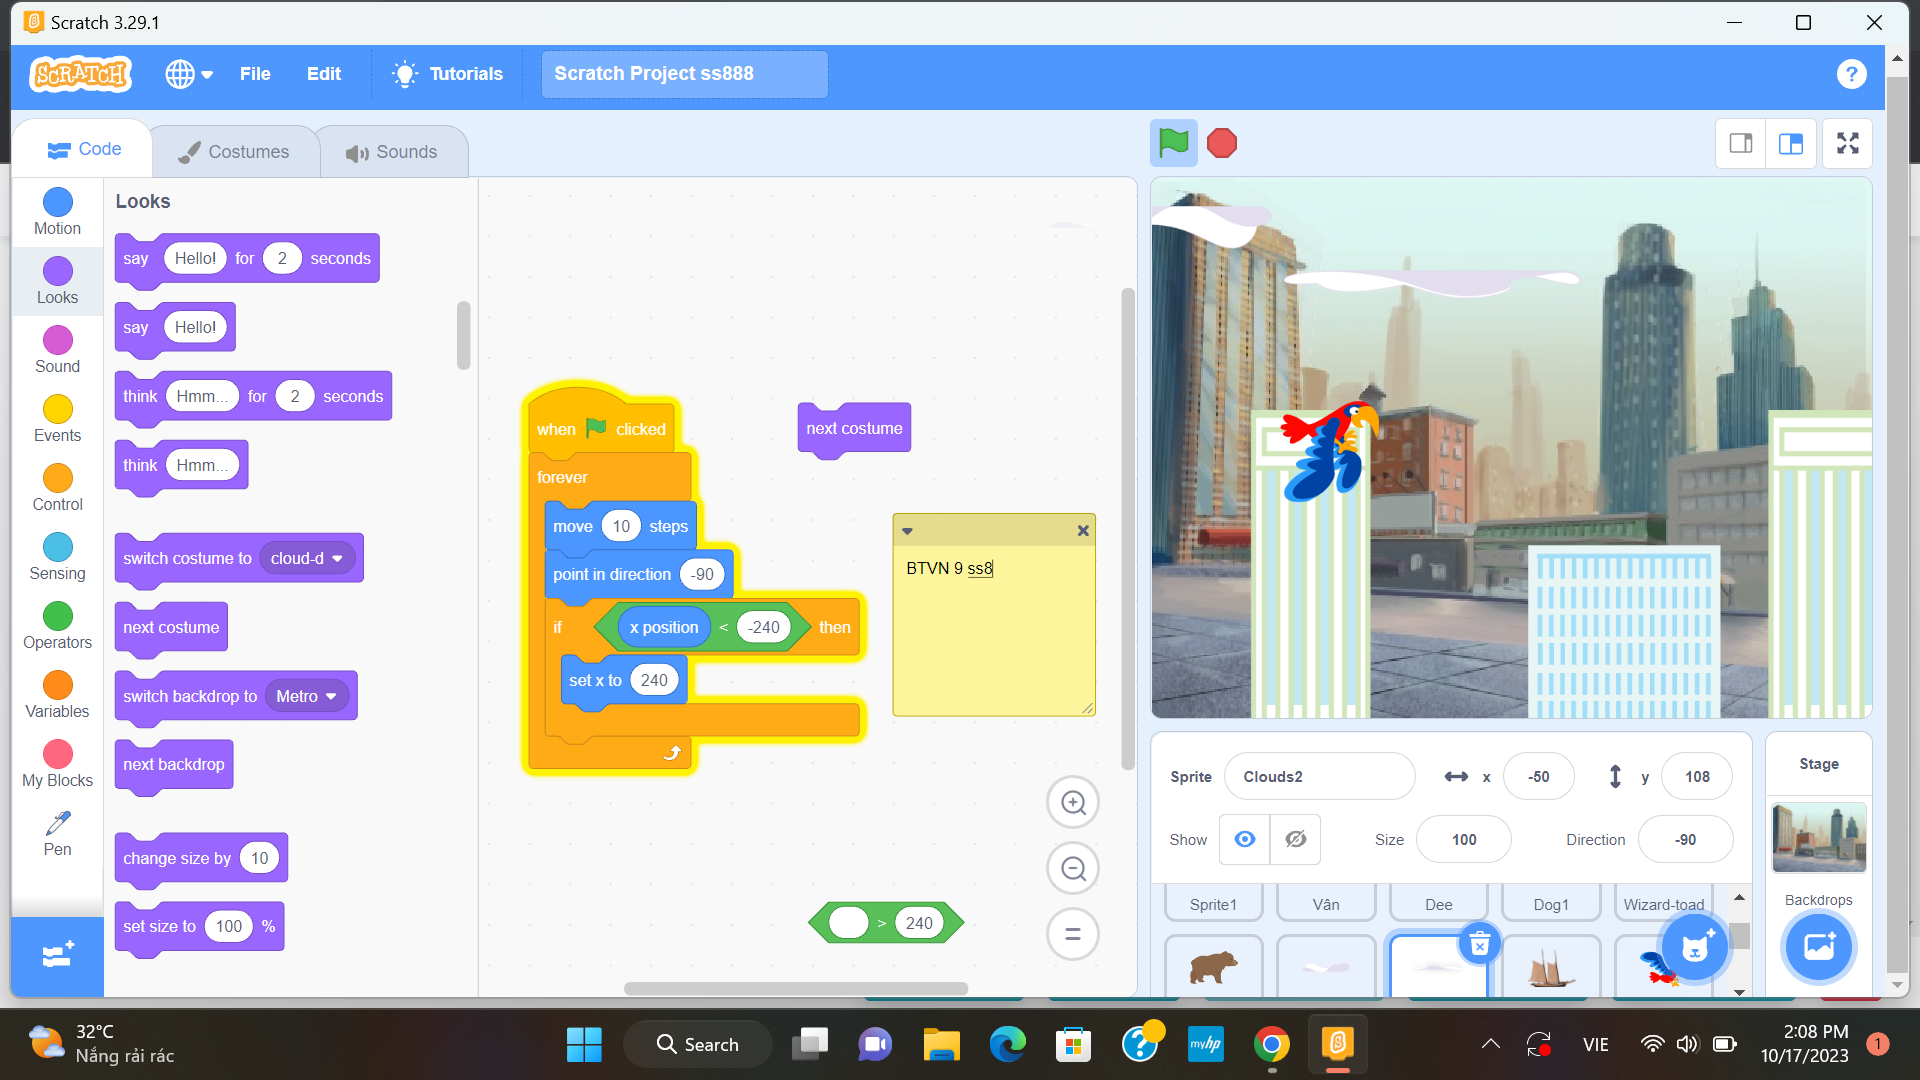 Scratch 3.29.1
SCRATCH
File
Edit
Tutorials
Scratch Project ss888
?
Code
Costumes
Sounds
Motion
Looks
Sound
Events
Control
Sensing
Operators
Variables
My Blocks
Pen
Looks
say Hello! for 2 seconds
say Hello!
think Hmm... for 2 seconds
think Hmm...
switch costume to cloud-d
next costume
switch backdrop to Metro
next backdrop
change size by 10
set size to 100 %
when clicked
forever
move 10 steps
point in direction -90
if x position < -240 then
set x to 240
next costume
BTVN 9 ss8
> 240
Sprite Clouds2 x -50 y 108
Show Size 100 Direction -90
Sprite1
Vân
Dee
Dog1
Wizard-toad
Stage
Backdrops
32°C
Nắng rải rác
Search
myhp
VIE
2:08 PM
10/17/2023
1